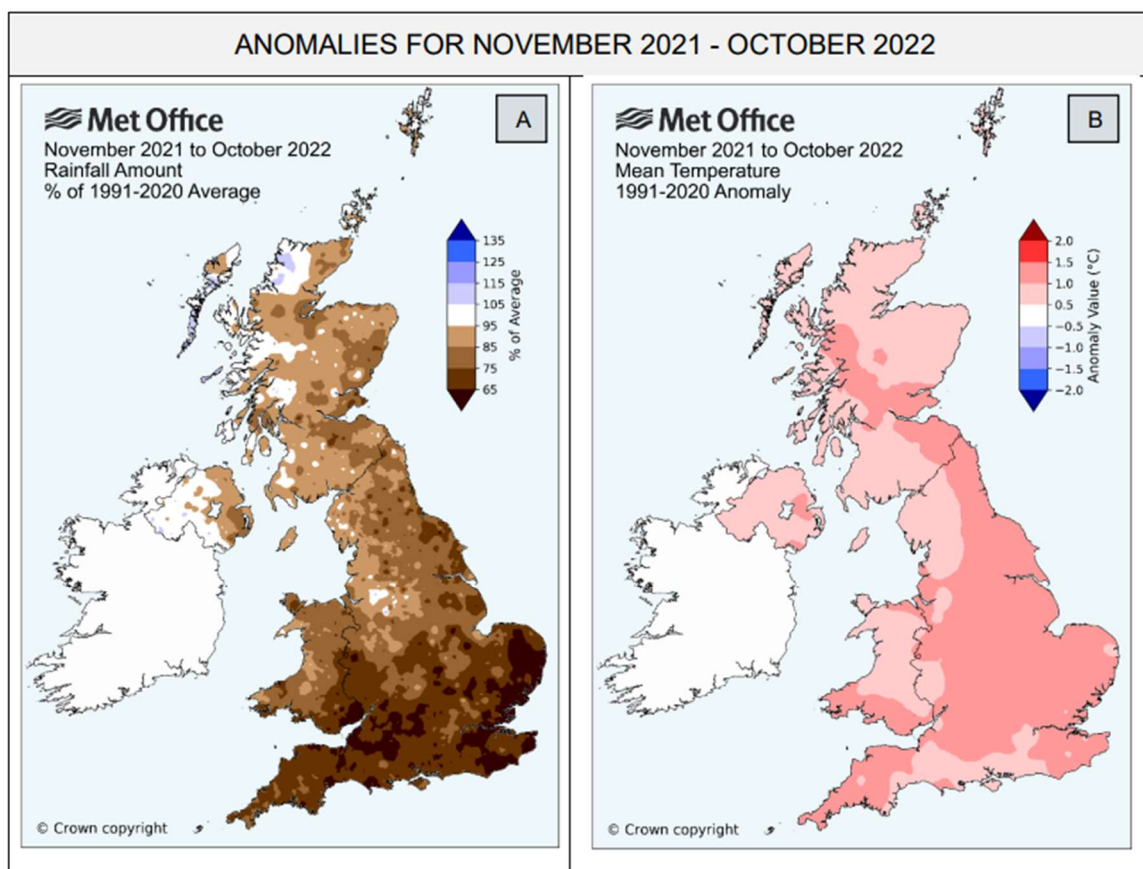 ANOMALIES FOR NOVEMBER 2021 - OCTOBER 2022
Met Office
A
November 2021 to October 2022
Rainfall Amount
% of 1991-2020 Average
135
125
115
105
95
85
75
65
% of Average
© Crown copyright
Met Office
B
November 2021 to October 2022
Mean Temperature
1991-2020 Anomaly
2.0
1.5
1.0
0.5
−0.5
−1.0
−1.5
−2.0
Anomaly Value (°C)
© Crown copyright